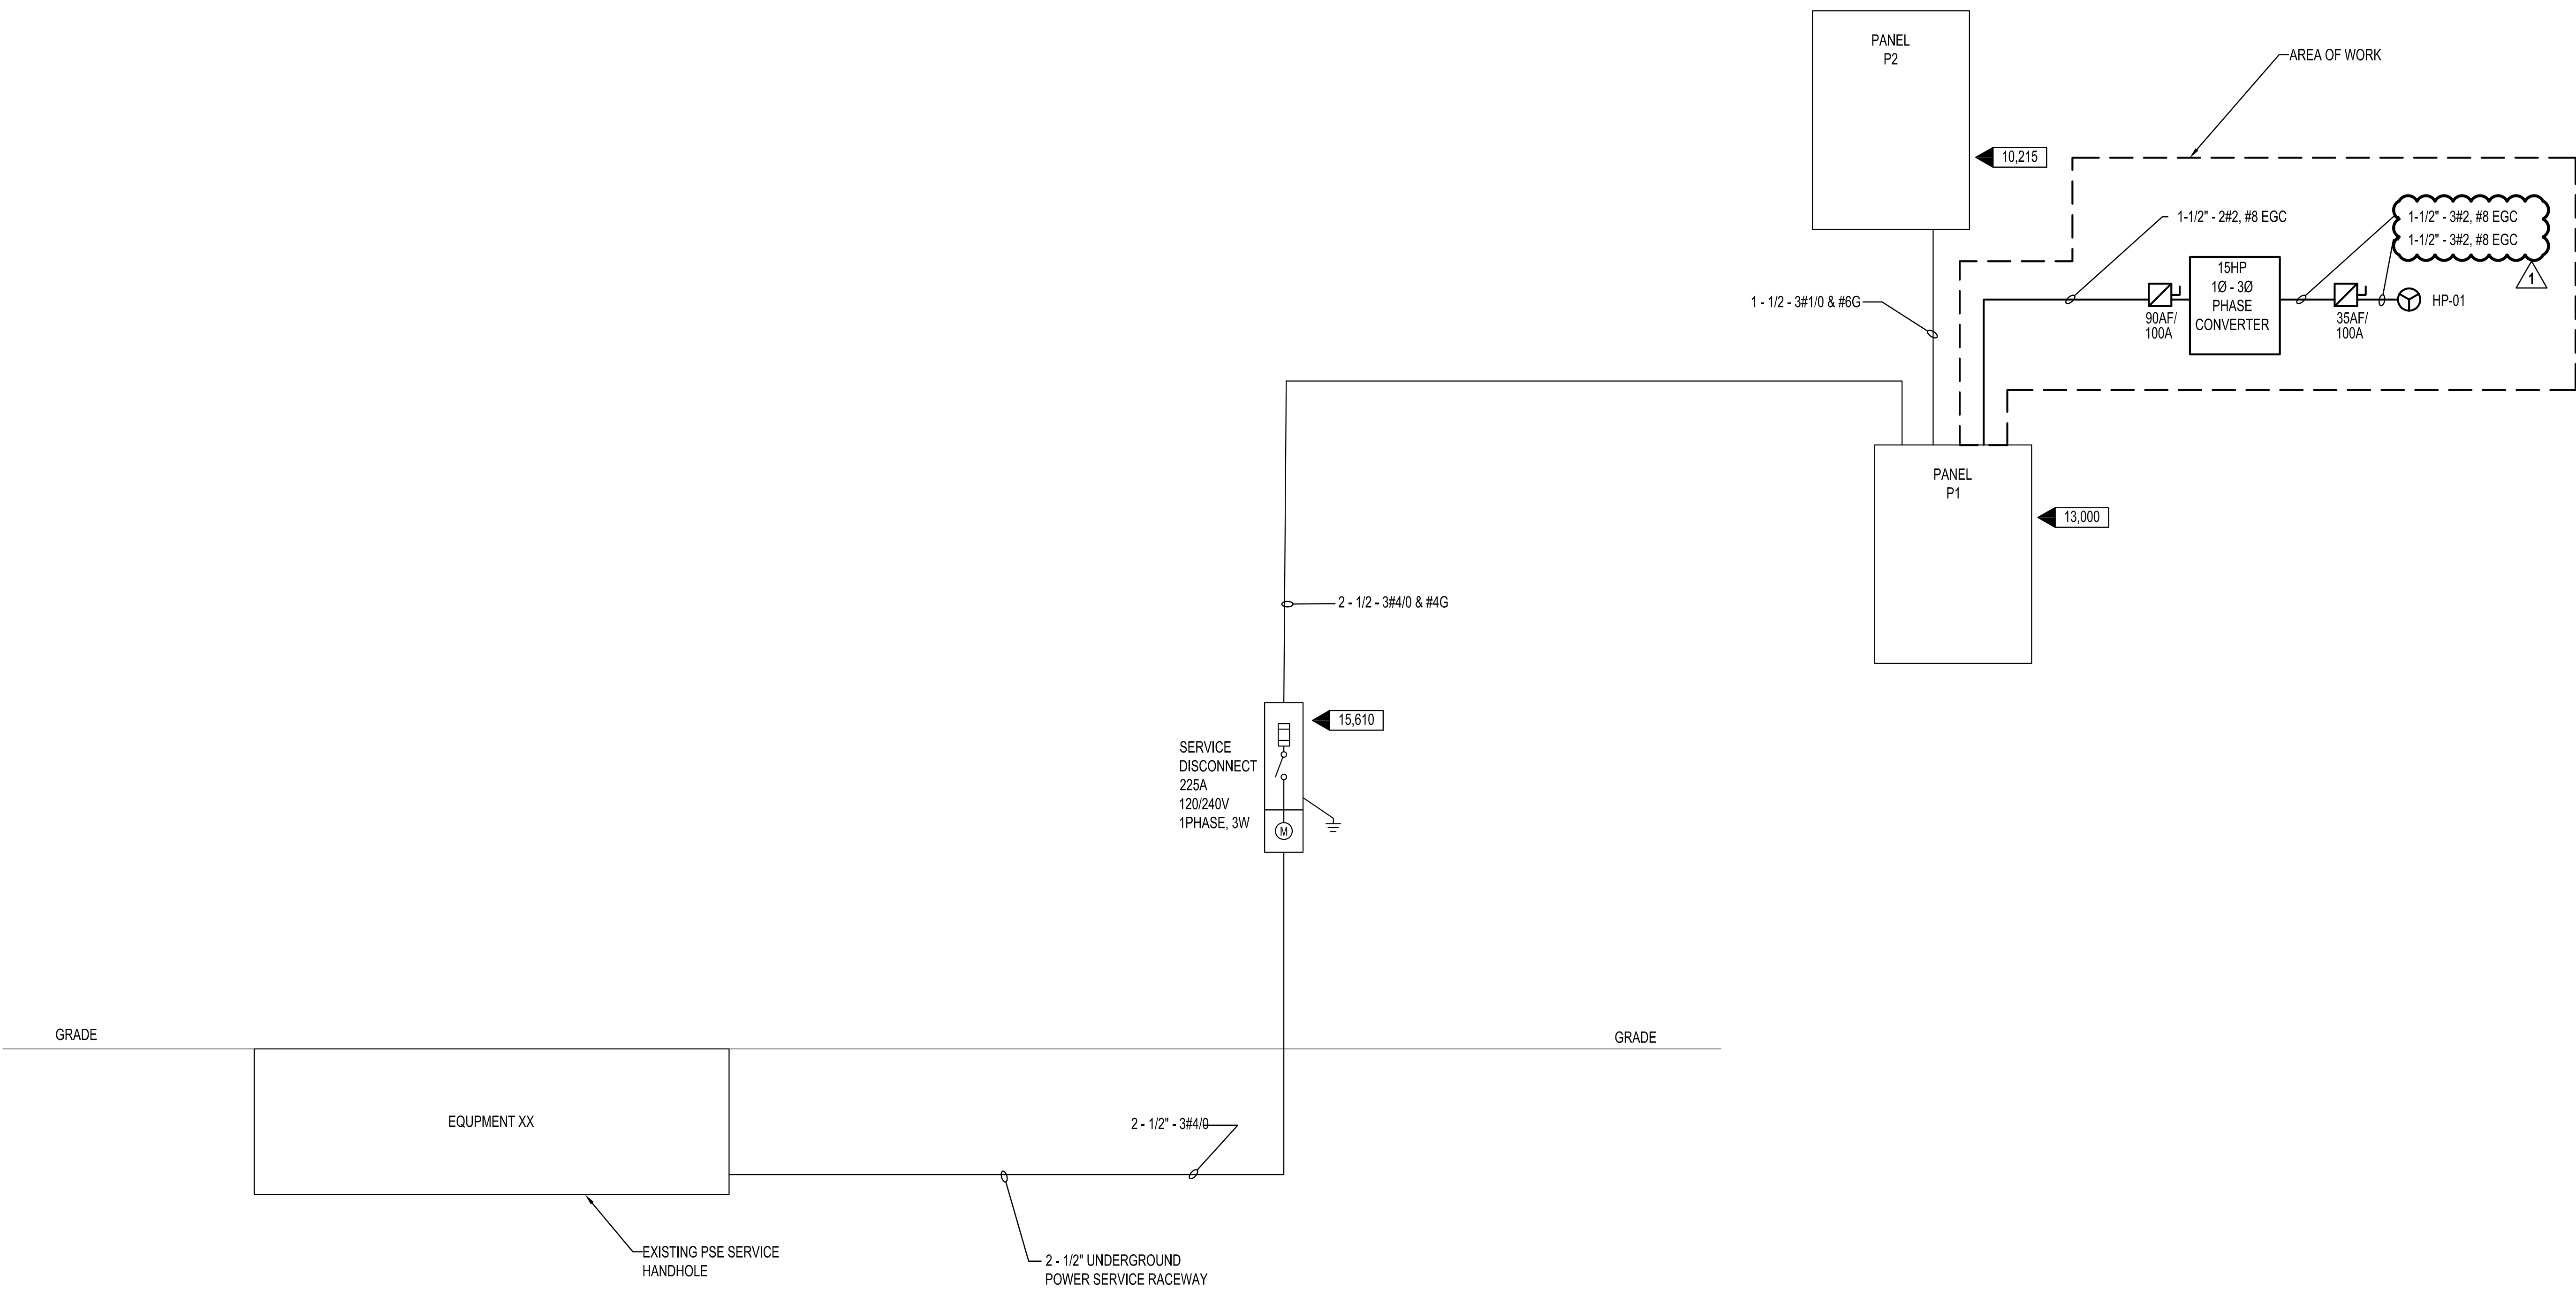 PANEL
P2
AREA OF WORK
10,215
1-1/2" - 2#2, #8 EGC
1-1/2" - 3#2, #8 EGC
1-1/2" - 3#2, #8 EGC
1
15HP
1Ø - 3Ø
PHASE
CONVERTER
90AF/
100A
35AF/
100A
HP-01
1 - 1/2 - 3#1/0 & #6G
PANEL
P1
13,000
2 - 1/2 - 3#4/0 & #4G
15,610
SERVICE
DISCONNECT
225A
120/240V
1PHASE, 3W
M
GRADE
GRADE
EQUPMENT XX
2 - 1/2" - 3#4/0
EXISTING PSE SERVICE
HANDHOLE
2 - 1/2" UNDERGROUND
POWER SERVICE RACEWAY